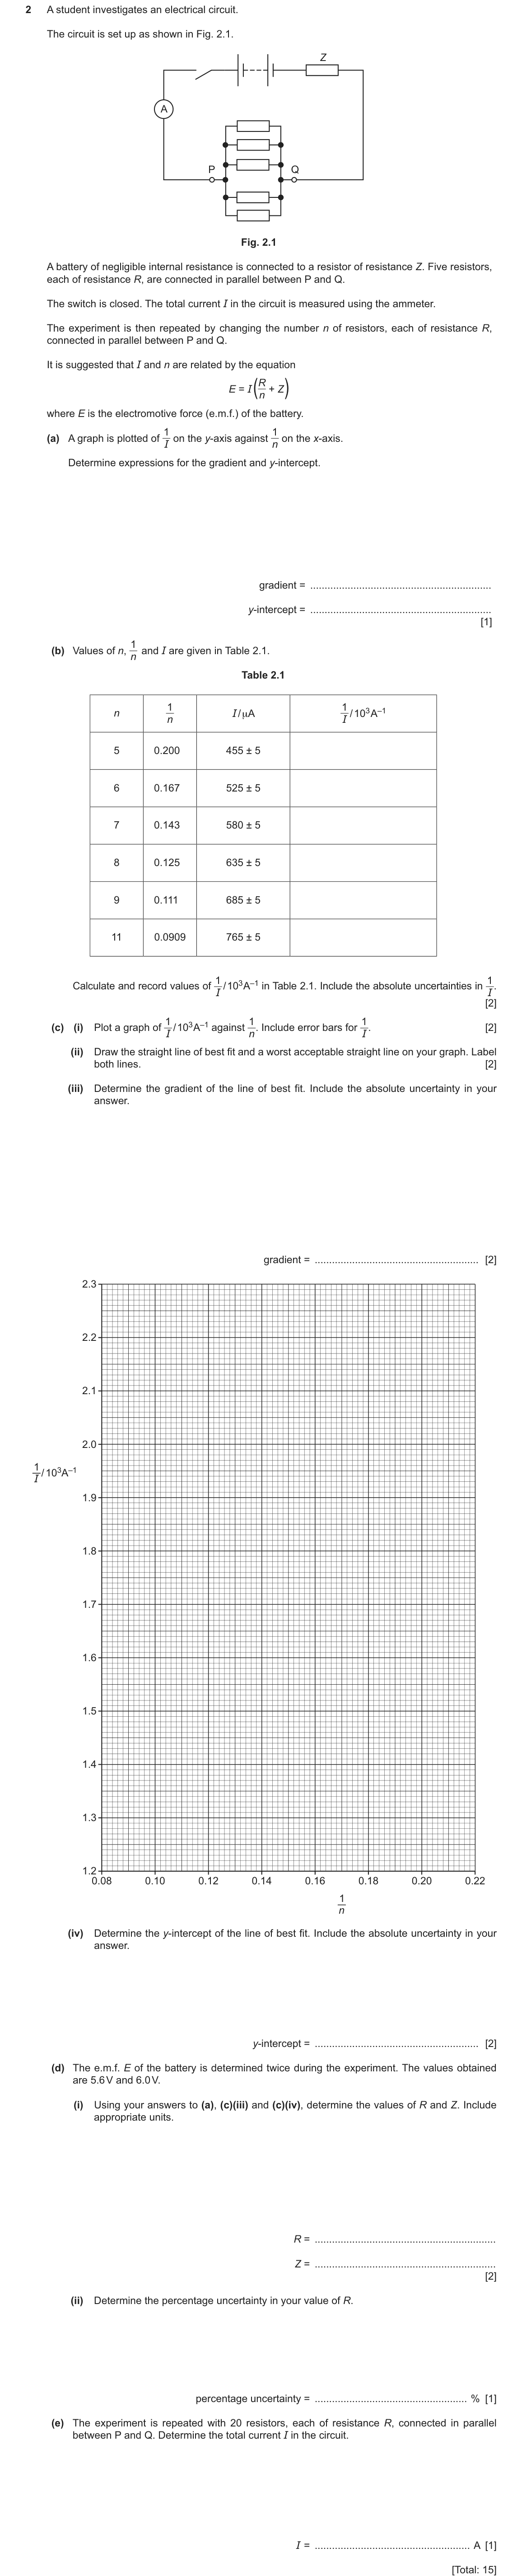 2 A student investigates an electrical circuit.
The circuit is set up as shown in Fig. 2.1.
Z
A
P
Q
Fig. 2.1
A battery of negligible internal resistance is connected to a resistor of resistance Z. Five resistors,
each of resistance R, are connected in parallel between P and Q.
The switch is closed. The total current I in the circuit is measured using the ammeter.
The experiment is then repeated by changing the number n of resistors, each of resistance R,
connected in parallel between P and Q.
It is suggested that I and n are related by the equation
E = I(R/n + Z)
where E is the electromotive force (e.m.f.) of the battery.
(a) A graph is plotted of 1/I on the y-axis against 1/n on the x-axis.
Determine expressions for the gradient and y-intercept.
gradient = ..............................................................
y-intercept = ..............................................................
[1]
(b) Values of n, 1/n and I are given in Table 2.1.
Table 2.1
n 1/n I/µA 1/I / 10³A⁻¹
5 0.200 455 ± 5
6 0.167 525 ± 5
7 0.143 580 ± 5
8 0.125 635 ± 5
9 0.111 685 ± 5
11 0.0909 765 ± 5
Calculate and record values of 1/I / 10³A⁻¹ in Table 2.1. Include the absolute uncertainties in 1/I.
[2]
(c) (i) Plot a graph of 1/I / 10³A⁻¹ against 1/n. Include error bars for 1/I. [2]
(ii) Draw the straight line of best fit and a worst acceptable straight line on your graph. Label
both lines. [2]
(iii) Determine the gradient of the line of best fit. Include the absolute uncertainty in your
answer.
gradient = ........................................................ [2]
2.3
2.2
2.1
2.0
1/I / 10³A⁻¹
1.9
1.8
1.7
1.6
1.5
1.4
1.3
1.2
0.08 0.10 0.12 0.14 0.16 0.18 0.20 0.22
1/n
(iv) Determine the y-intercept of the line of best fit. Include the absolute uncertainty in your
answer.
y-intercept = ........................................................ [2]
(d) The e.m.f. E of the battery is determined twice during the experiment. The values obtained
are 5.6V and 6.0V.
(i) Using your answers to (a), (c)(iii) and (c)(iv), determine the values of R and Z. Include
appropriate units.
R = ..............................................................
Z = ..............................................................
[2]
(ii) Determine the percentage uncertainty in your value of R.
percentage uncertainty = .................................................... % [1]
(e) The experiment is repeated with 20 resistors, each of resistance R, connected in parallel
between P and Q. Determine the total current I in the circuit.
I = ..................................................... A [1]
[Total: 15]